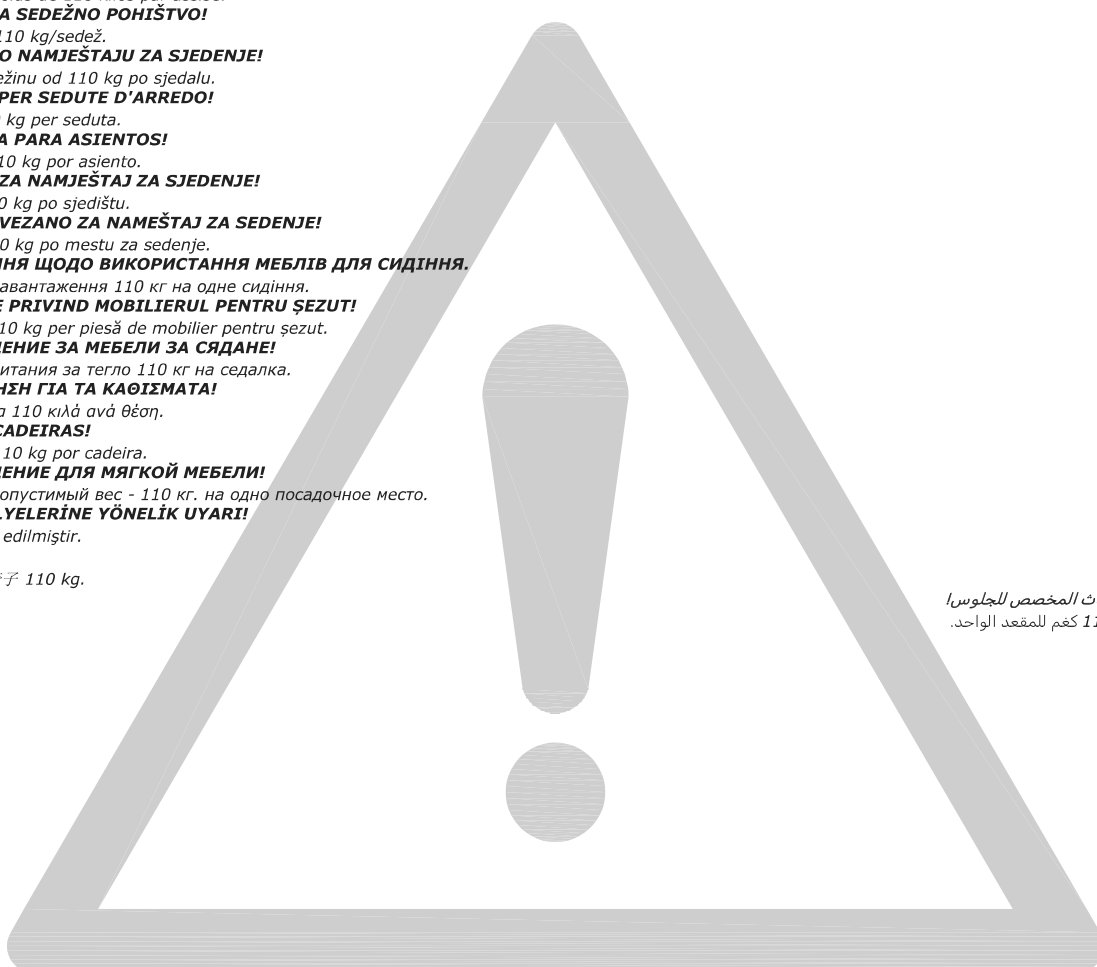 A SEDEŽNO POHIŠTVO!
110 kg/sedež.
O NAMJEŠTAJU ZA SJEDENJE!
ežinu od 110 kg po sjedalu.
PER SEDUTE D'ARREDO!
kg per seduta.
A PARA ASIENTOS!
10 kg por asiento.
ZA NAMJEŠTAJ ZA SJEDENJE!
0 kg po sjedištu.
VEZANO ZA NAMEŠTAJ ZA SEDENJE!
0 kg po mestu za sedenje.
ННЯ ЩОДО ВИКОРИСТАННЯ МЕБЛІВ ДЛЯ СИДІННЯ.
авантаження 110 кг на одне сидіння.
E PRIVIND MOBILIERUL PENTRU ȘEZUT!
10 kg per piesă de mobilier pentru șezut.
ЕНИЕ ЗА МЕБЕЛИ ЗА СЯДАНЕ!
итания за тегло 110 кг на седалка.
ΗΣΗ ΓΙΑ ΤΑ ΚΑΘΙΣΜΑΤΑ!
α 110 κιλά ανά θέση.
CADEIRAS!
110 kg por cadeira.
ЕНИЕ ДЛЯ МЯГКОЙ МЕБЕЛИ!
опустимый вес - 110 кг. на одно посадочное место.
LYELERİNE YÖNELİK UYARI!
edilmiştir.
子 110 kg.
ث المخصص للجلوس!
11 كغم للمقعد الواحد.